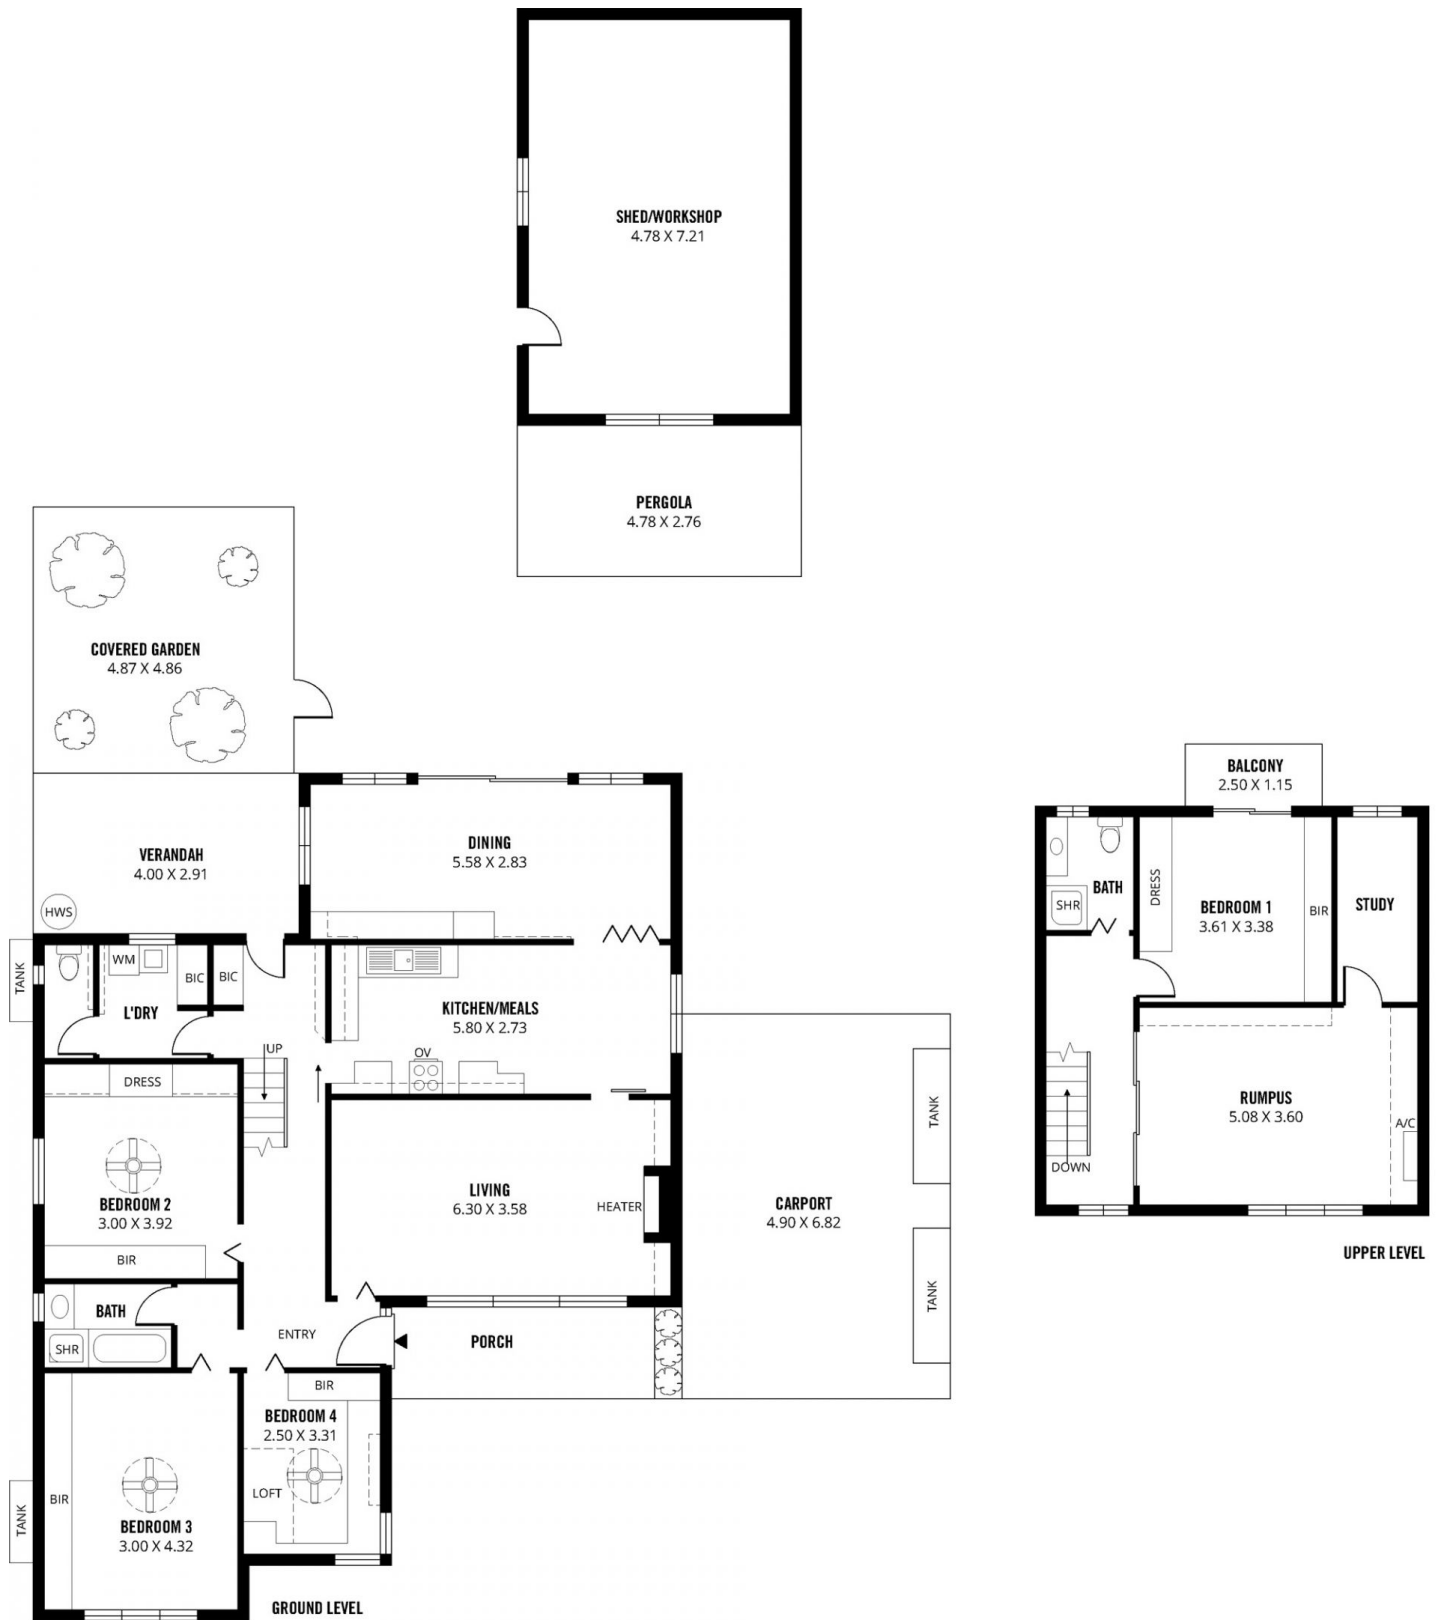 SHED/WORKSHOP
4.78 X 7.21
PERGOLA
4.78 X 2.76
COVERED GARDEN
4.87 X 4.86
VERANDAH
4.00 X 2.91
HWS
DINING
5.58 X 2.83
TANK
WM
BIC
BIC
L'DRY
KITCHEN/MEALS
5.80 X 2.73
OV
UP
DRESS
BEDROOM 2
3.00 X 3.92
BIR
LIVING
6.30 X 3.58
HEATER
CARPORT
4.90 X 6.82
TANK
TANK
BATH
SHR
ENTRY
PORCH
BIR
BEDROOM 4
2.50 X 3.31
LOFT
BIR
BEDROOM 3
3.00 X 4.32
TANK
GROUND LEVEL
BALCONY
2.50 X 1.15
BATH
SHR
DRESS
BEDROOM 1
3.61 X 3.38
BIR
STUDY
RUMPUS
5.08 X 3.60
A/C
DOWN
UPPER LEVEL